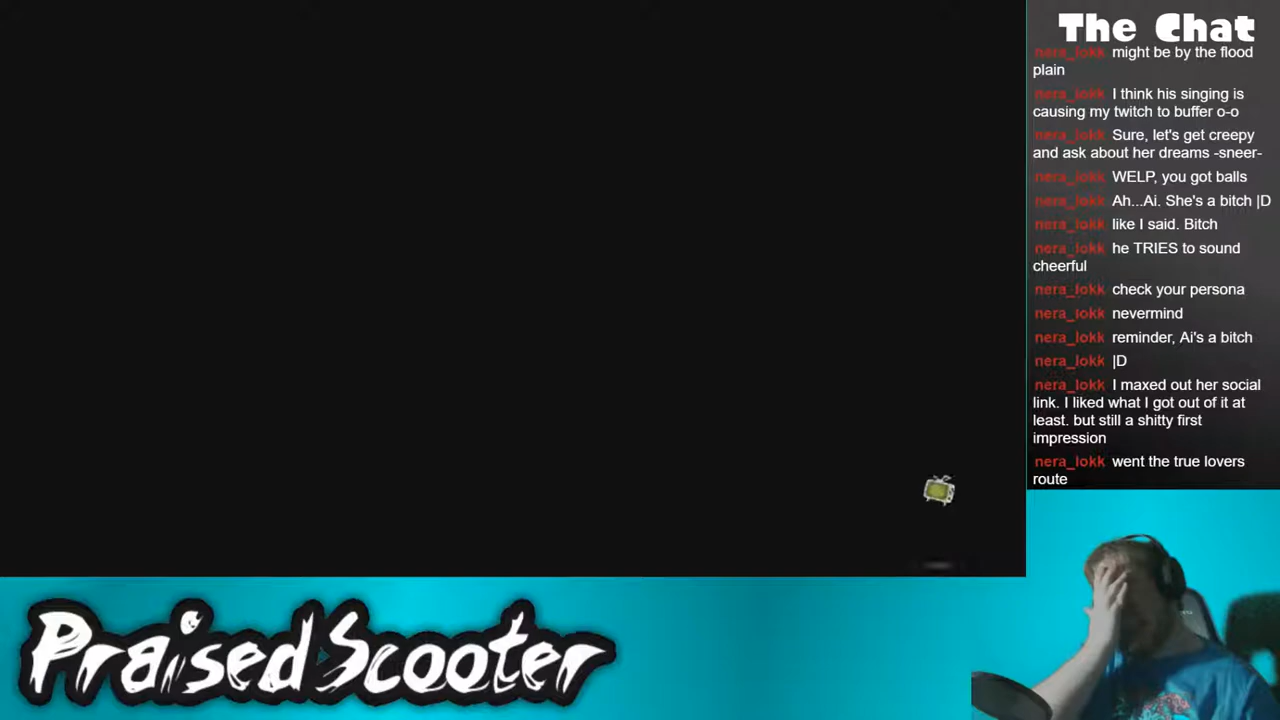 The Chat
nera_lokk might be by the flood
plain
nera_lokk I think his singing is
causing my twitch to buffer o-o
nera_lokk Sure, let's get creepy
and ask about her dreams -sneer-
nera_lokk WELP, you got balls
nera_lokk Ah...Ai. She's a bitch |D
nera_lokk like I said. Bitch
nera_lokk he TRIES to sound
cheerful
nera_lokk check your persona
nera_lokk nevermind
nera_lokk reminder, Ai's a bitch
nera_lokk |D
nera_lokk I maxed out her social
link. I liked what I got out of it at
least. but still a shitty first
impression
nera_lokk went the true lovers
route
PraisedScooter